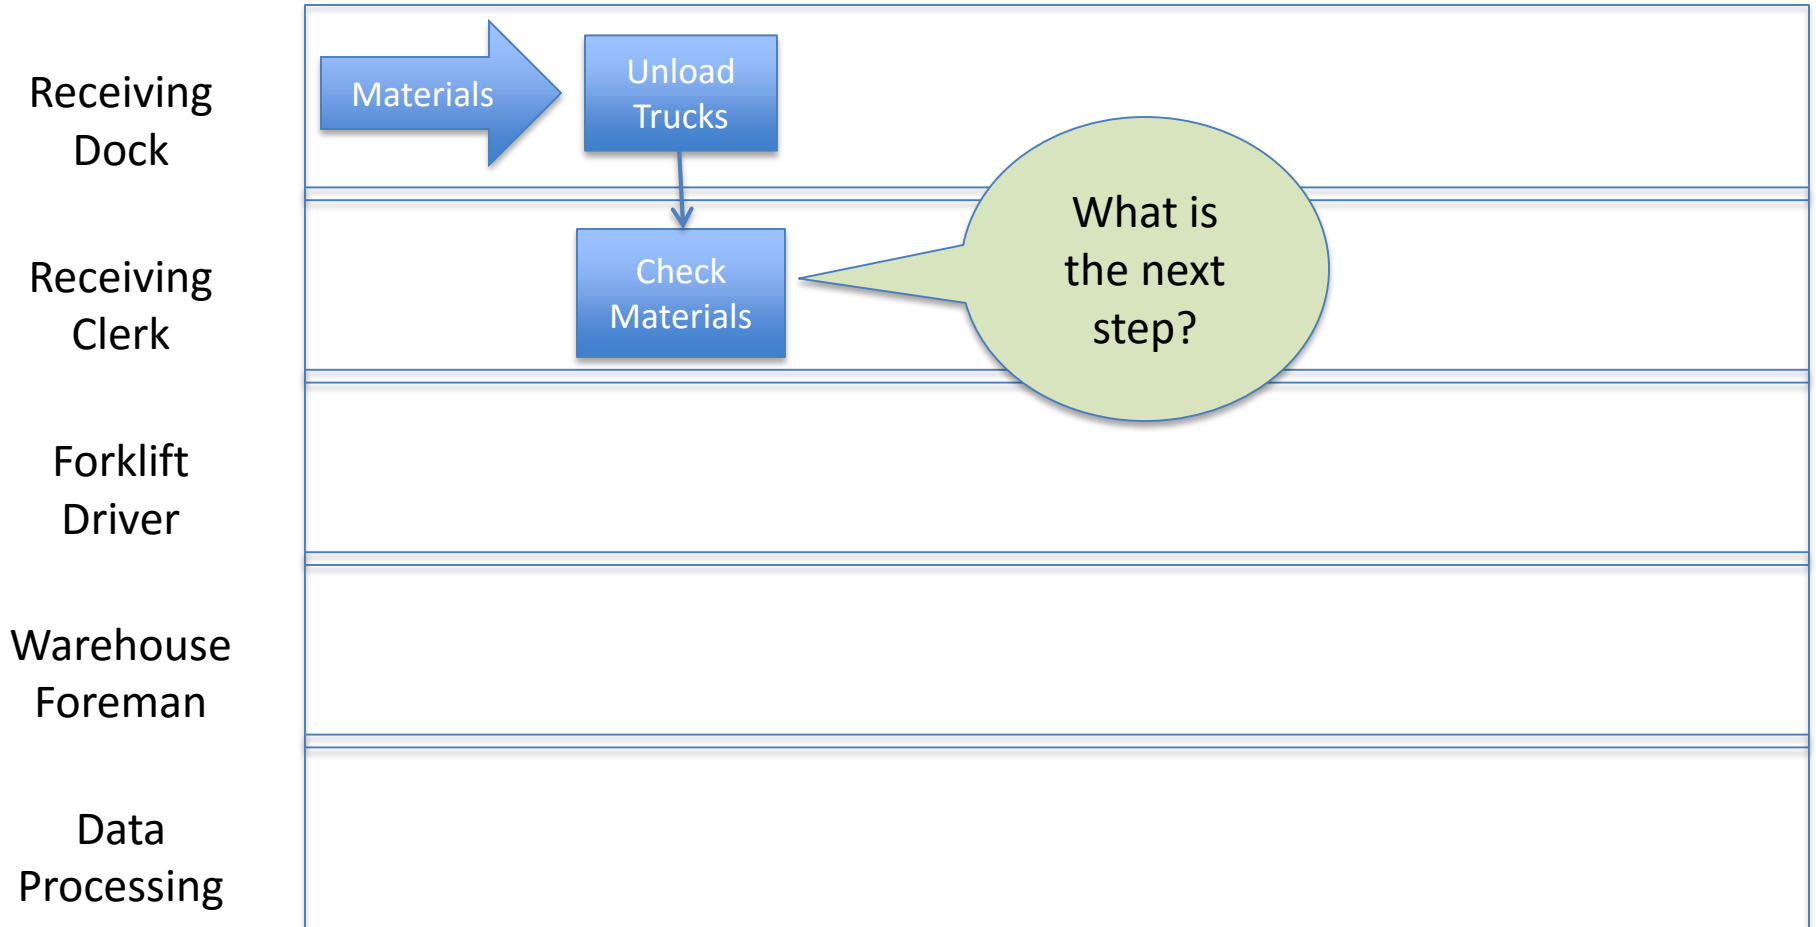 Receiving
Dock
Materials
Unload
Trucks
Receiving
Clerk
Check
Materials
What is
the next
step?
Forklift
Driver
Warehouse
Foreman
Data
Processing